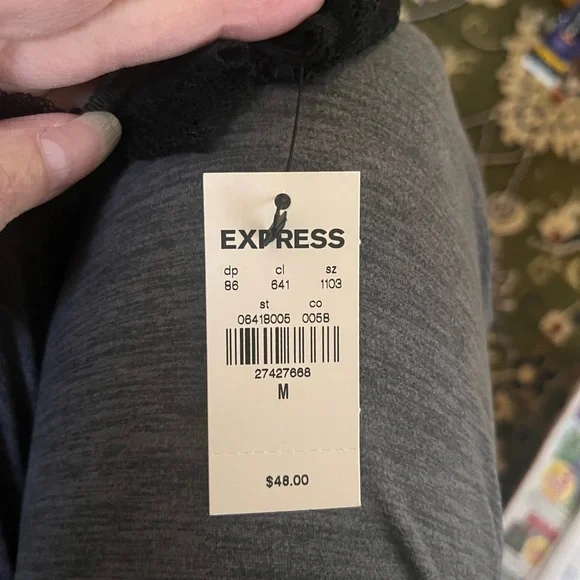 EXPRESS
dp cl sz
86 641 1103
st co
06418005 0058
27427668
M
$48.00